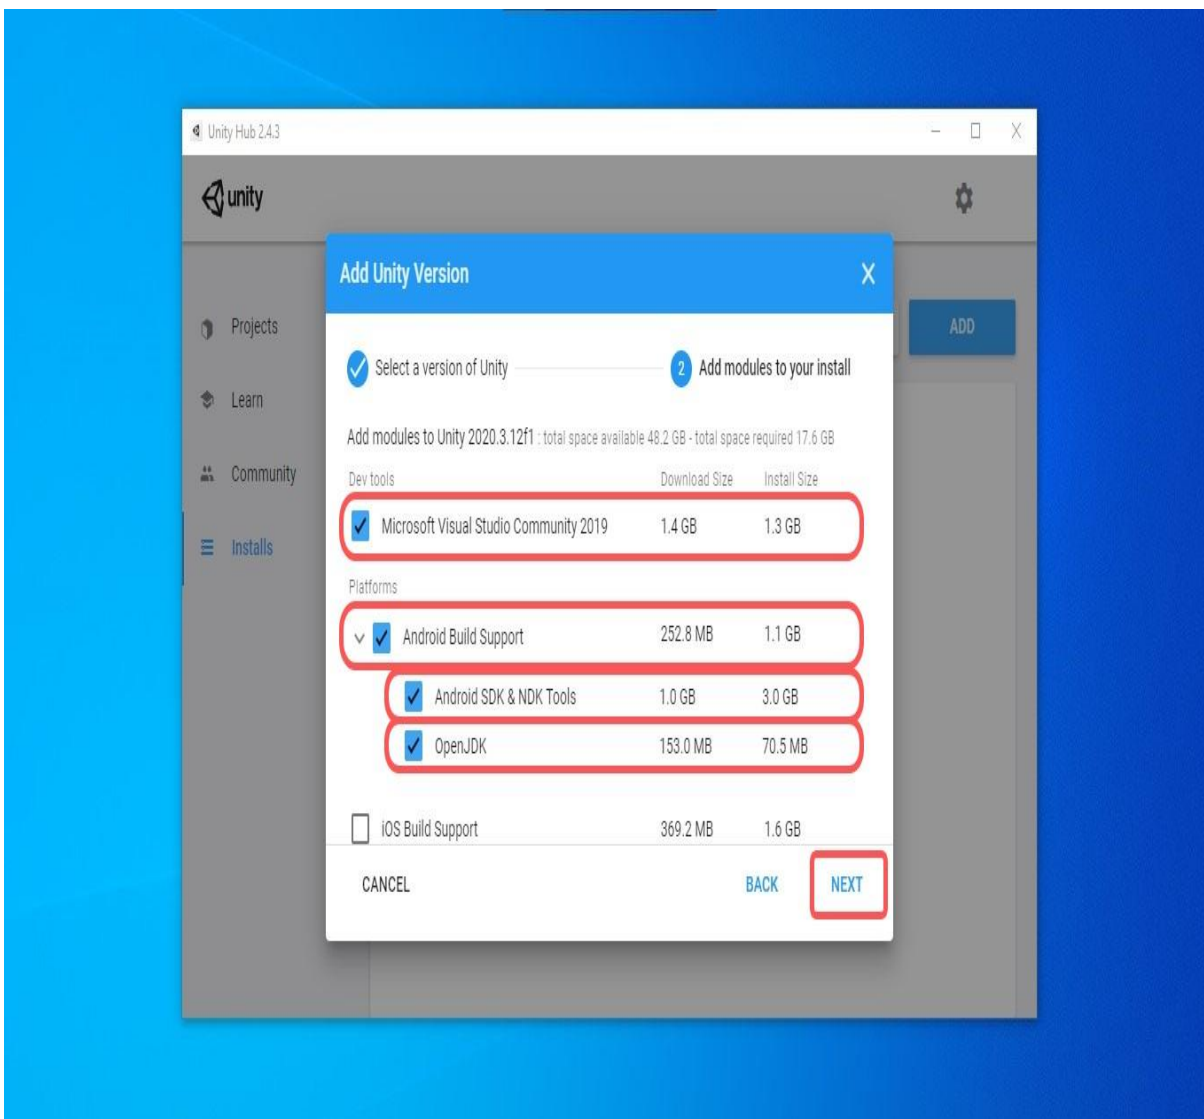 Unity Hub 2.4.3
unity
Add Unity Version
Projects
ADD
Select a version of Unity
2 Add modules to your install
Learn
Add modules to Unity 2020.3.12f1 : total space available 48.2 GB - total space required 17.6 GB
Community
Dev tools Download Size Install Size
Microsoft Visual Studio Community 2019 1.4 GB 1.3 GB
Installs
Platforms
Android Build Support 252.8 MB 1.1 GB
Android SDK & NDK Tools 1.0 GB 3.0 GB
OpenJDK 153.0 MB 70.5 MB
iOS Build Support 369.2 MB 1.6 GB
CANCEL BACK NEXT